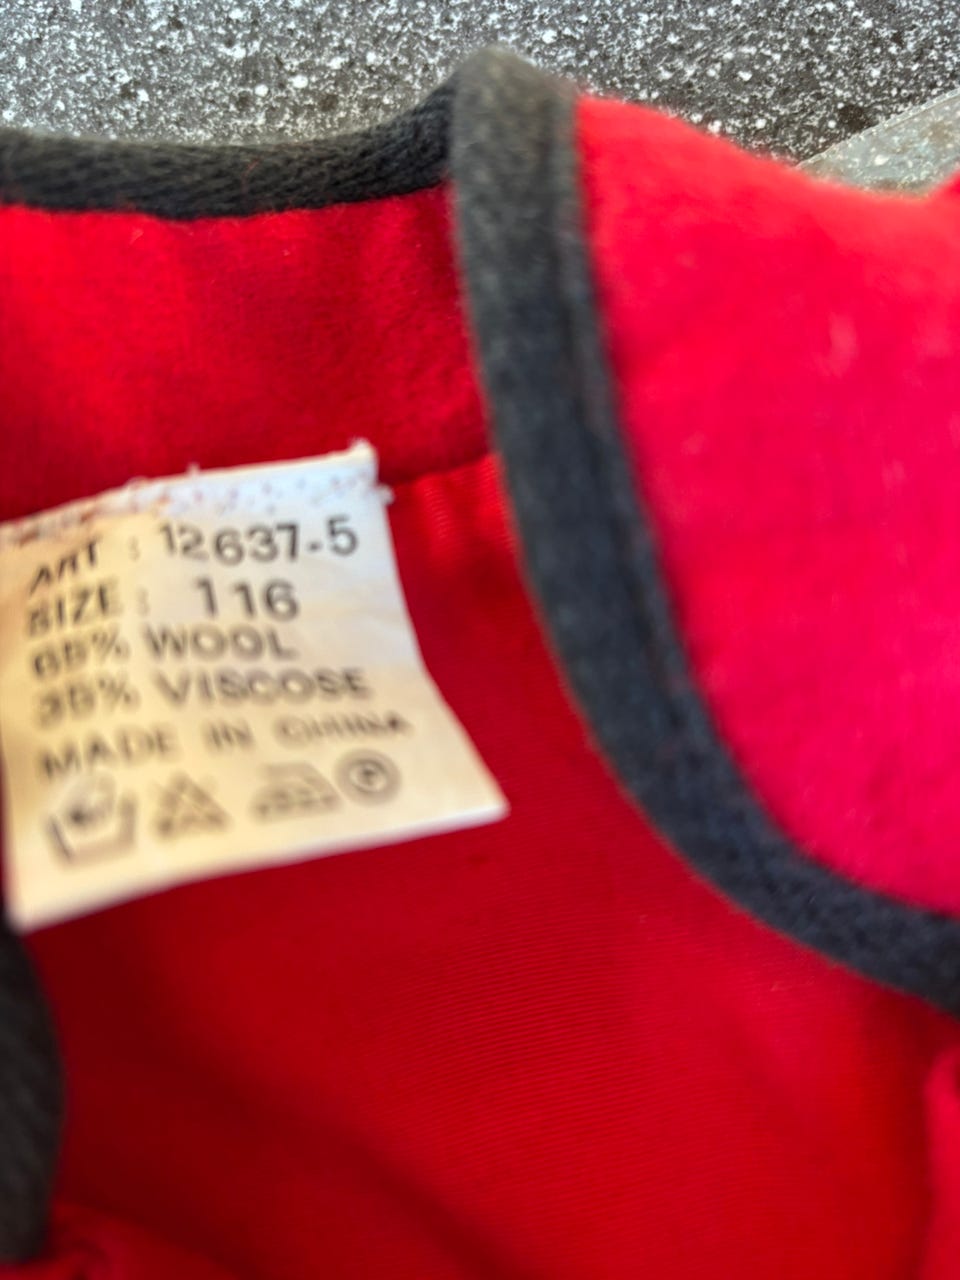 ART : 12637-5
SIZE : 116
65% WOOL
35% VISCOSE
MADE IN CHINA
P